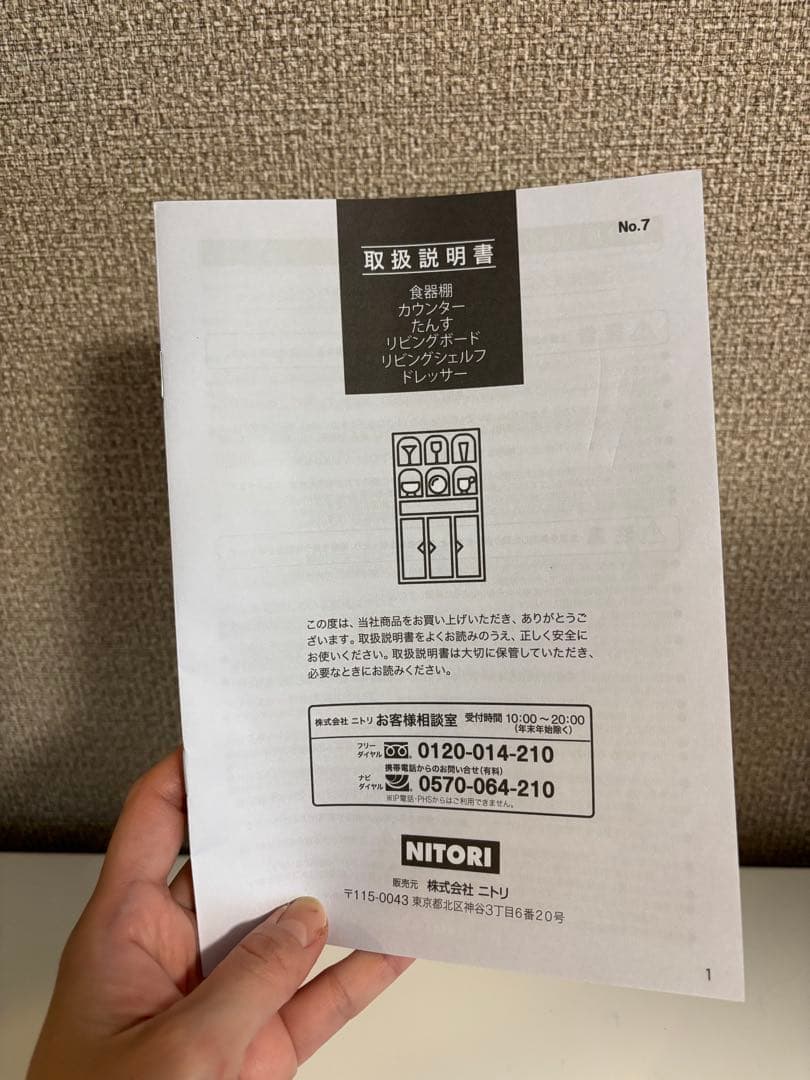 No.7
取扱説明書
食器棚
カウンター
たんす
リビングボード
リビングシェルフ
ドレッサー
この度は、当社商品をお買い上げいただき、ありがとうご
ざいます。取扱説明書をよくお読みのうえ、正しく安全に
お使いください。取扱説明書は大切に保管していただき、
必要なときにお読みください。
株式会社 ニトリ お客様相談室 受付時間 10:00～20:00
(年末年始除く)
フリー
ダイヤル 0120-014-210
携帯電話からのお問い合せ(有料)
ナビ
ダイヤル 0570-064-210
※IP電話・PHSからはご利用できません。
NITORI
販売元 株式会社 ニトリ
〒115-0043 東京都北区神谷3丁目6番20号
1